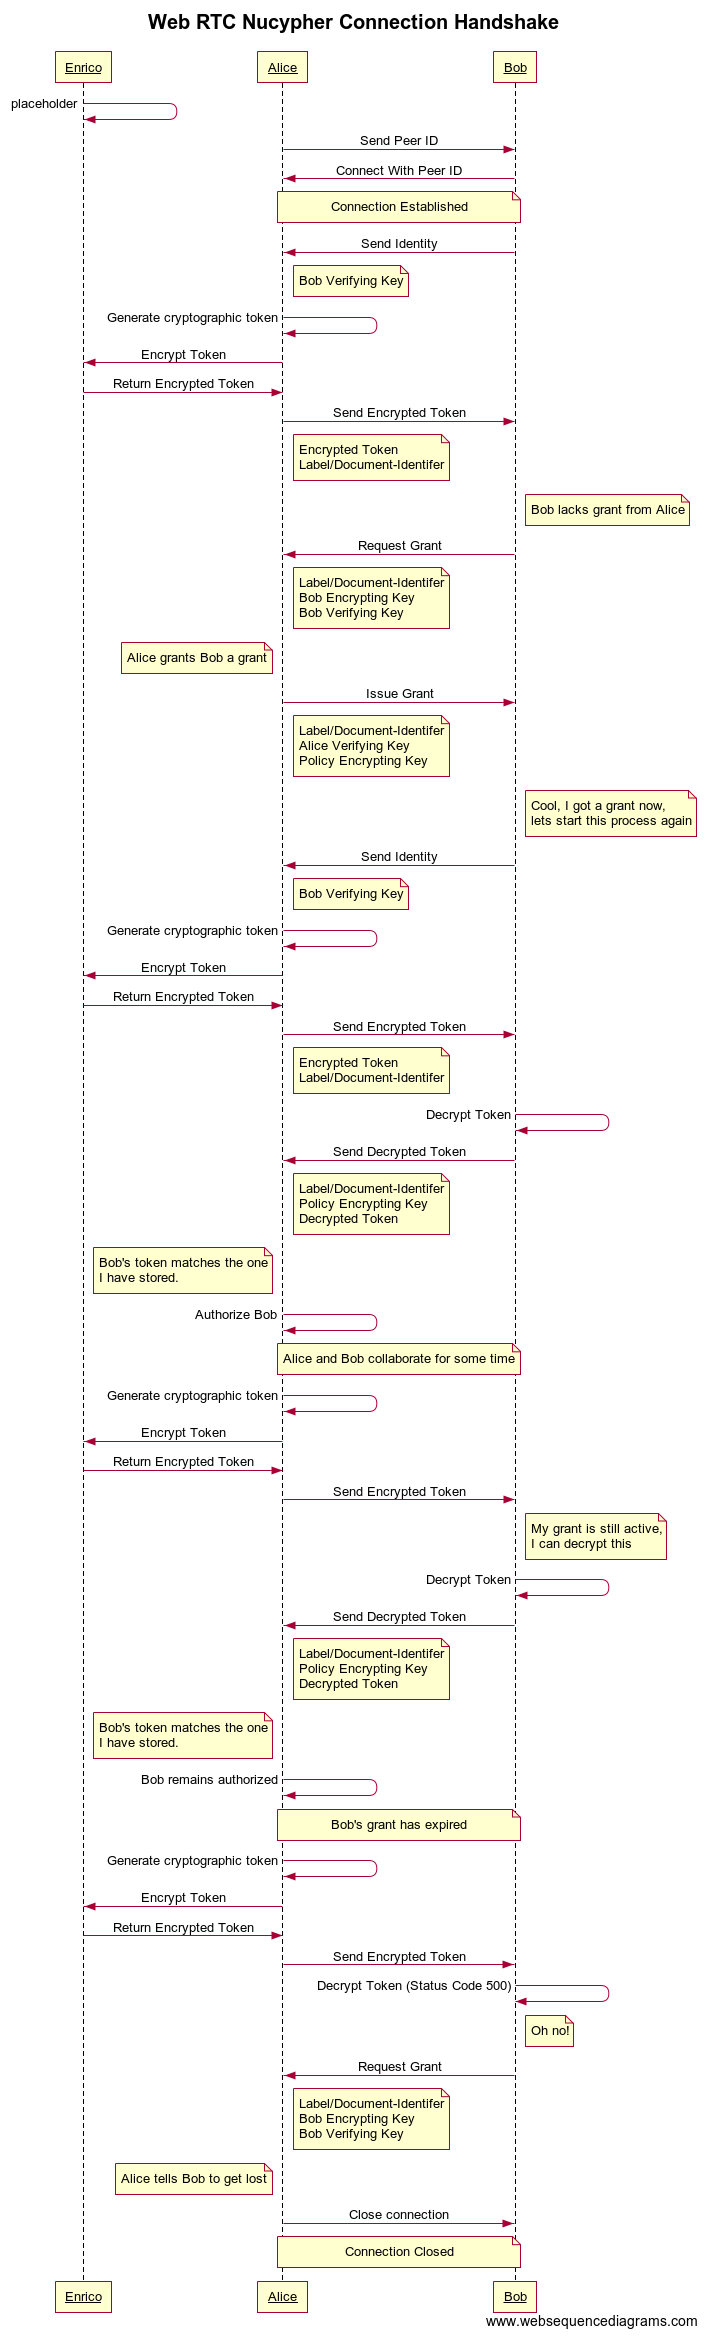 Web RTC Nucypher Connection Handshake
Enrico
Alice
Bob
placeholder
Send Peer ID
Connect With Peer ID
Connection Established
Send Identity
Bob Verifying Key
Generate cryptographic token
Encrypt Token
Return Encrypted Token
Send Encrypted Token
Encrypted Token
Label/Document-Identifer
Bob lacks grant from Alice
Request Grant
Label/Document-Identifer
Bob Encrypting Key
Bob Verifying Key
Alice grants Bob a grant
Issue Grant
Label/Document-Identifer
Alice Verifying Key
Policy Encrypting Key
Cool, I got a grant now,
lets start this process again
Send Identity
Bob Verifying Key
Generate cryptographic token
Encrypt Token
Return Encrypted Token
Send Encrypted Token
Encrypted Token
Label/Document-Identifer
Decrypt Token
Send Decrypted Token
Label/Document-Identifer
Policy Encrypting Key
Decrypted Token
Bob's token matches the one
I have stored.
Authorize Bob
Alice and Bob collaborate for some time
Generate cryptographic token
Encrypt Token
Return Encrypted Token
Send Encrypted Token
My grant is still active,
I can decrypt this
Decrypt Token
Send Decrypted Token
Label/Document-Identifer
Policy Encrypting Key
Decrypted Token
Bob's token matches the one
I have stored.
Bob remains authorized
Bob's grant has expired
Generate cryptographic token
Encrypt Token
Return Encrypted Token
Send Encrypted Token
Decrypt Token (Status Code 500)
Oh no!
Request Grant
Label/Document-Identifer
Bob Encrypting Key
Bob Verifying Key
Alice tells Bob to get lost
Close connection
Connection Closed
Enrico
Alice
Bob
www.websequencediagrams.com